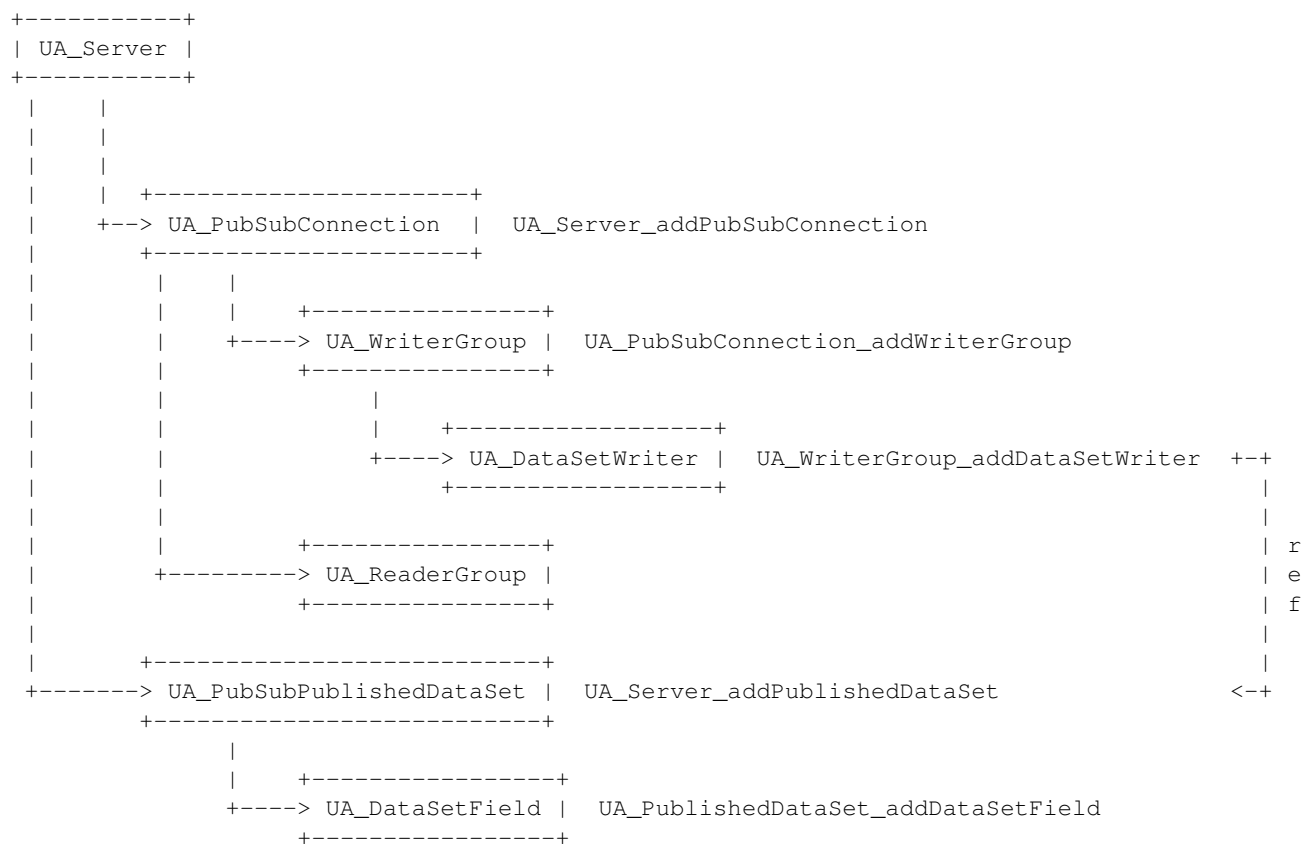 UA_Server
UA_PubSubConnection UA_Server_addPubSubConnection
UA_WriterGroup UA_PubSubConnection_addWriterGroup
UA_DataSetWriter UA_WriterGroup_addDataSetWriter
r
UA_ReaderGroup e
f
UA_PubSubPublishedDataSet UA_Server_addPublishedDataSet
UA_DataSetField UA_PublishedDataSet_addDataSetField